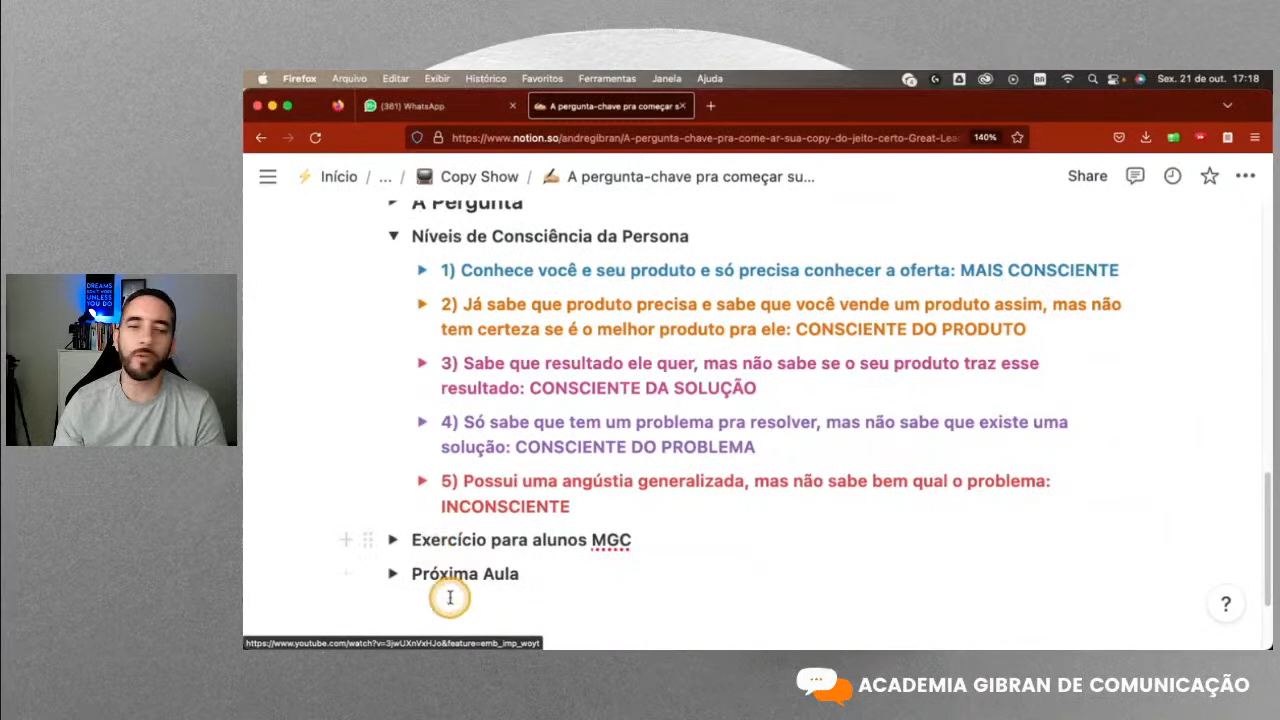 Firefox Arquivo Editar Exibir Histórico Favoritos Ferramentas Janela Ajuda
BR
Sex. 21 de out. 17:18
(361) WhatsApp
A pergunta-chave pra começar s
https://www.notion.so/andregibran/A-pergunta-chave-pra-come-ar-sua-copy-do-jeito-certo-Great-Lea
140%
Início / ... / Copy Show / A pergunta-chave pra começar su...
Share
A Pergunta
Níveis de Consciência da Persona
1) Conhece você e seu produto e só precisa conhecer a oferta: MAIS CONSCIENTE
2) Já sabe que produto precisa e sabe que você vende um produto assim, mas não
tem certeza se é o melhor produto pra ele: CONSCIENTE DO PRODUTO
3) Sabe que resultado ele quer, mas não sabe se o seu produto traz esse
resultado: CONSCIENTE DA SOLUÇÃO
4) Só sabe que tem um problema pra resolver, mas não sabe que existe uma
solução: CONSCIENTE DO PROBLEMA
5) Possui uma angústia generalizada, mas não sabe bem qual o problema:
INCONSCIENTE
Exercício para alunos MGC
Próxima Aula
?
https://www.youtube.com/watch?v=3jwUXnVxHJo&feature=emb_imp_woyt
DREAMS
UNLESS
YOU DO
ACADEMIA GIBRAN DE COMUNICAÇÃO